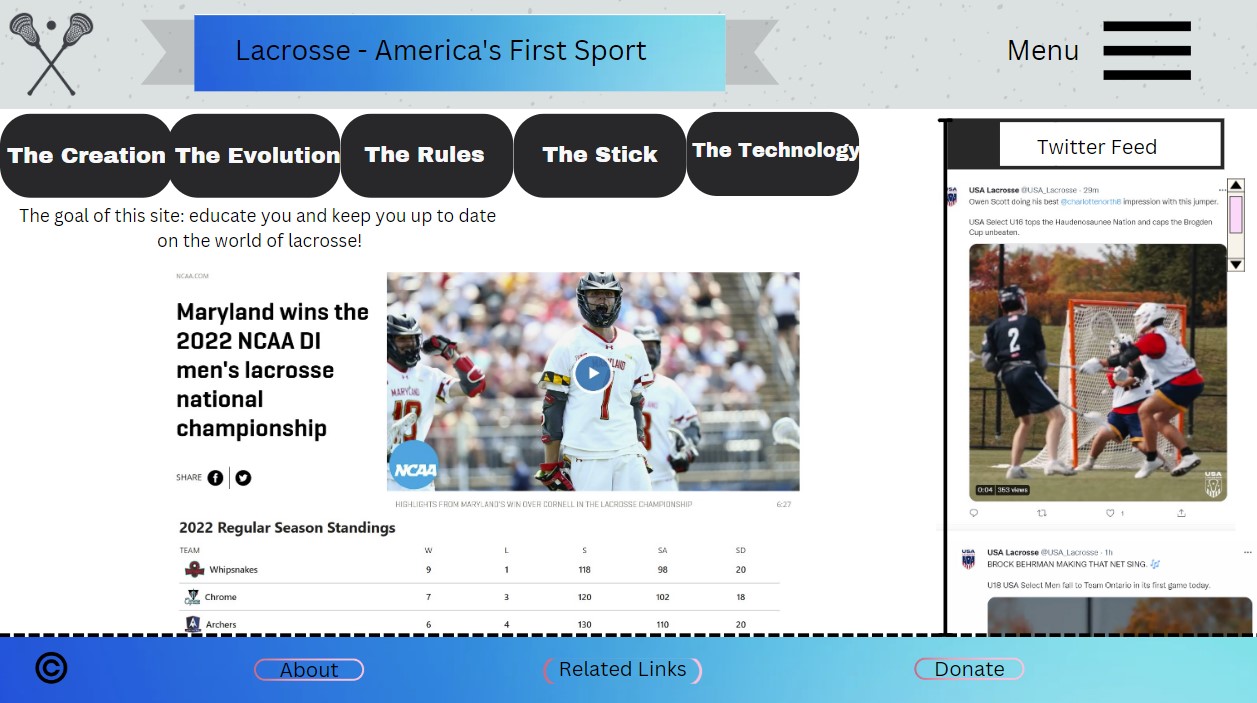 Lacrosse - America's First Sport
Menu
The Creation
The Evolution
The Rules
The Stick
The Technology
The goal of this site: educate you and keep you up to date
on the world of lacrosse!
NCAA.COM
Maryland wins the
2022 NCAA DI
men's lacrosse
national
championship
SHARE
MARYLAND
1
NCAA
HIGHLIGHTS FROM MARYLAND'S WIN OVER CORNELL IN THE LACROSSE CHAMPIONSHIP 6:27
2022 Regular Season Standings
TEAM W L S SA SD
Whipsnakes 9 1 118 98 20
Chrome 7 3 120 102 18
Archers 6 4 130 110 20
Twitter Feed
USA Lacrosse @USA_Lacrosse · 29m
Owen Scott doing his best @charlottenorth8 impression with this jumper.
USA Select U16 tops the Haudenosaunee Nation and caps the Brogden
Cup unbeaten.
2
0:04 353 views
USA
1
USA Lacrosse @USA_Lacrosse · 1h
BROCK BEHRMAN MAKING THAT NET SING. 🎶
U18 USA Select Men fall to Team Ontario in its first game today.
©
About
Related Links
Donate